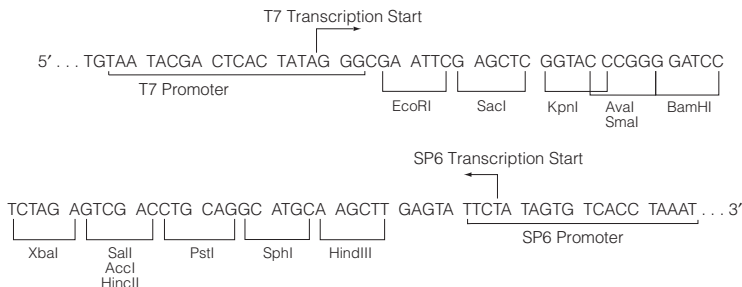 T7 Transcription Start
5′ . . . TGTAA TACGA CTCAC TATAG GGCGA ATTCG AGCTC GGTAC CCGGG GATCC
T7 Promoter
EcoRI SacI KpnI AvaI BamHI
SmaI
SP6 Transcription Start
TCTAG AGTCG ACCTG CAGGC ATGCA AGCTT GAGTA TTCTA TAGTG TCACC TAAAT . . . 3′
SP6 Promoter
XbaI SalI PstI SphI HindIII
AccI
HincII